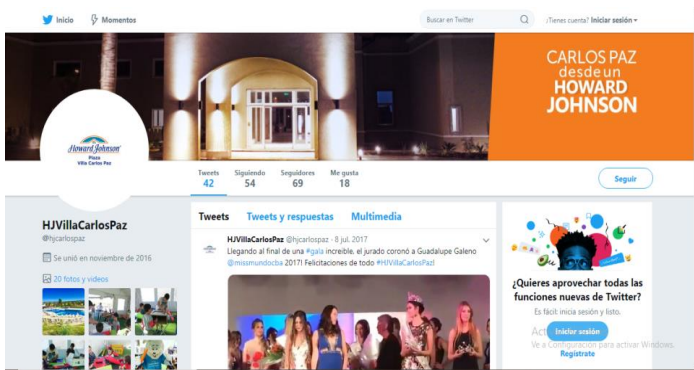 Inicio
Momentos
Buscar en Twitter
¿Tienes cuenta? Iniciar sesión
CARLOS PAZ
desde un
HOWARD
JOHNSON
Howard Johnson
Plaza
Villa Carlos Paz
Tweets
42
Siguiendo
54
Seguidores
69
Me gusta
18
Seguir
HJVillaCarlosPaz
@hjcarlospaz
Se unió en noviembre de 2016
20 fotos y videos
Tweets
Tweets y respuestas
Multimedia
HJVillaCarlosPaz @hjcarlospaz · 8 jul. 2017
Llegando al final de una #gala increible, el jurado coronó a Guadalupe Galeno
@missmundocba 2017! Felicitaciones de todo #HJVillaCarlosPaz!
¿Quieres aprovechar todas las
funciones nuevas de Twitter?
Es fácil: inicia sesión y listo.
Iniciar sesión
Ve a Configuración para activar Windows.
Regístrate